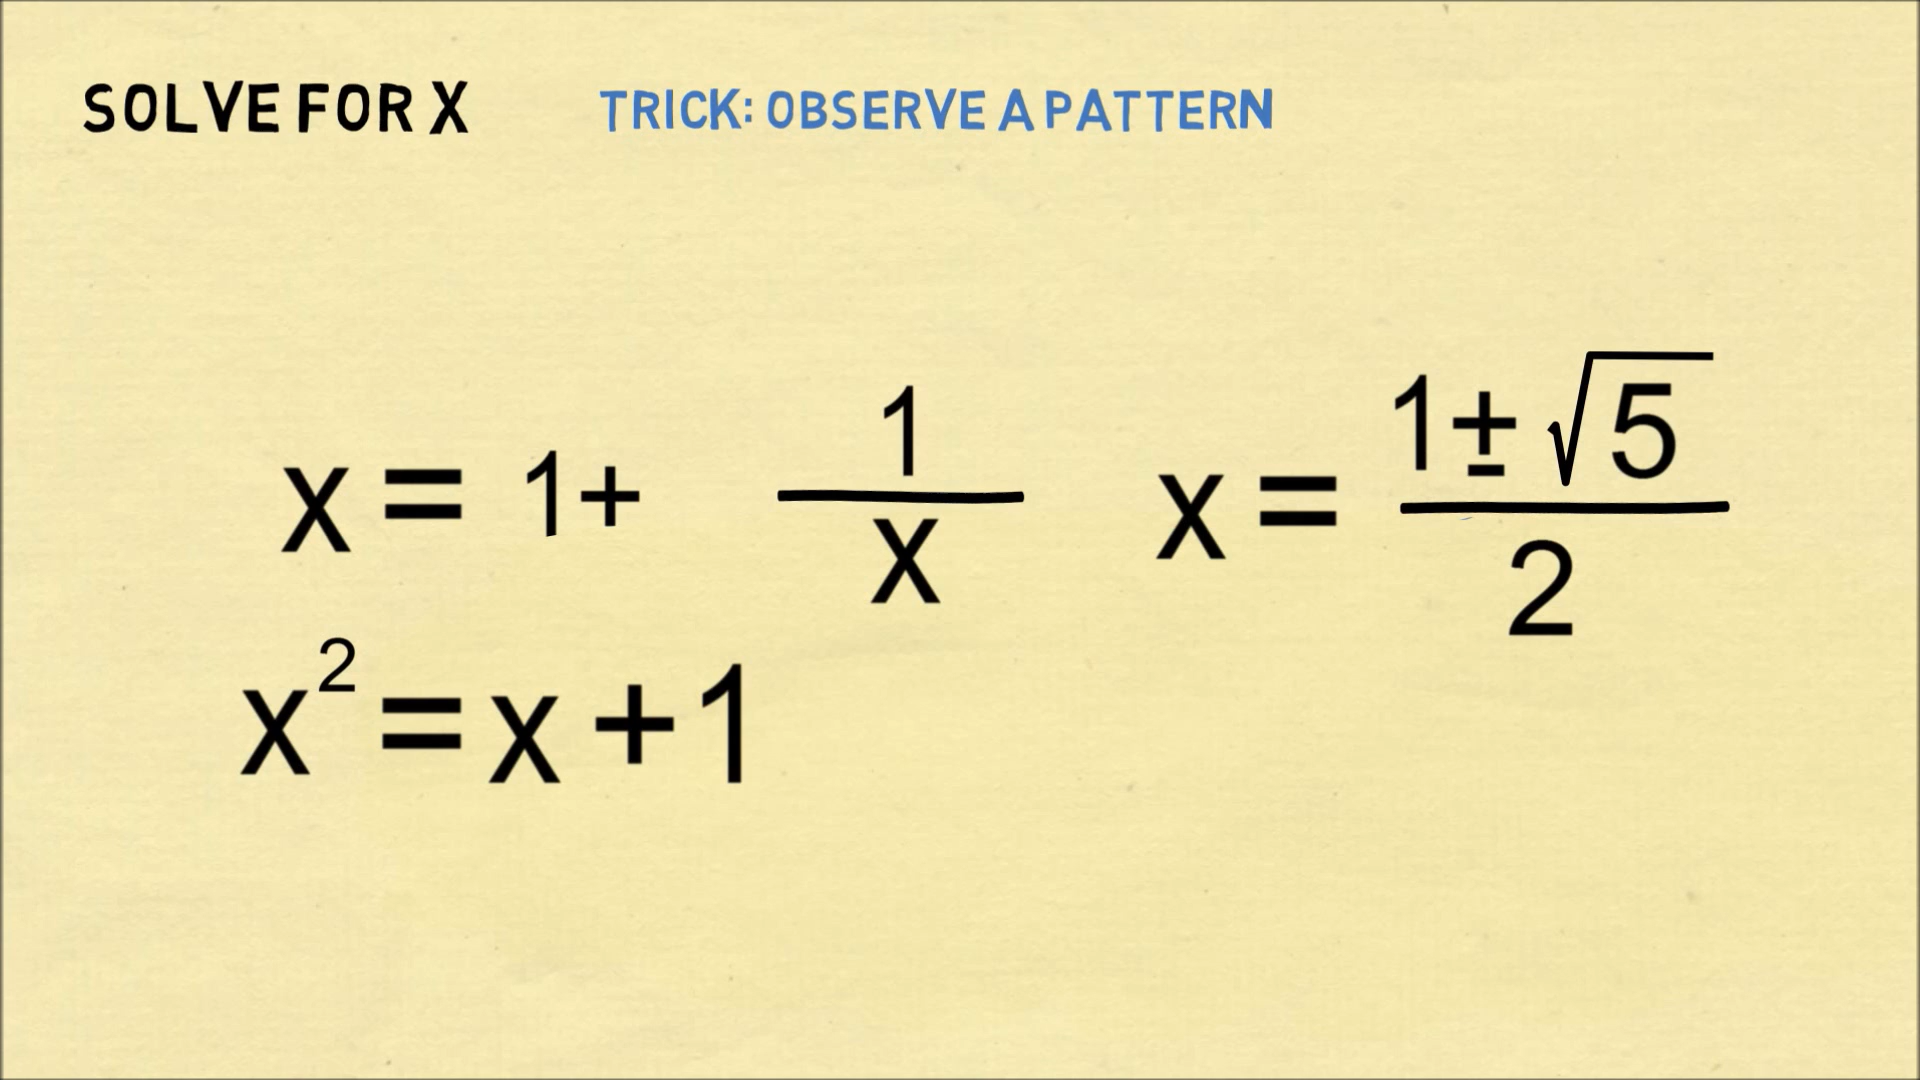 SOLVE FOR X
TRICK: OBSERVE A PATTERN
x = 1 + 1/x
x = (1 ± √5)/2
x² = x + 1